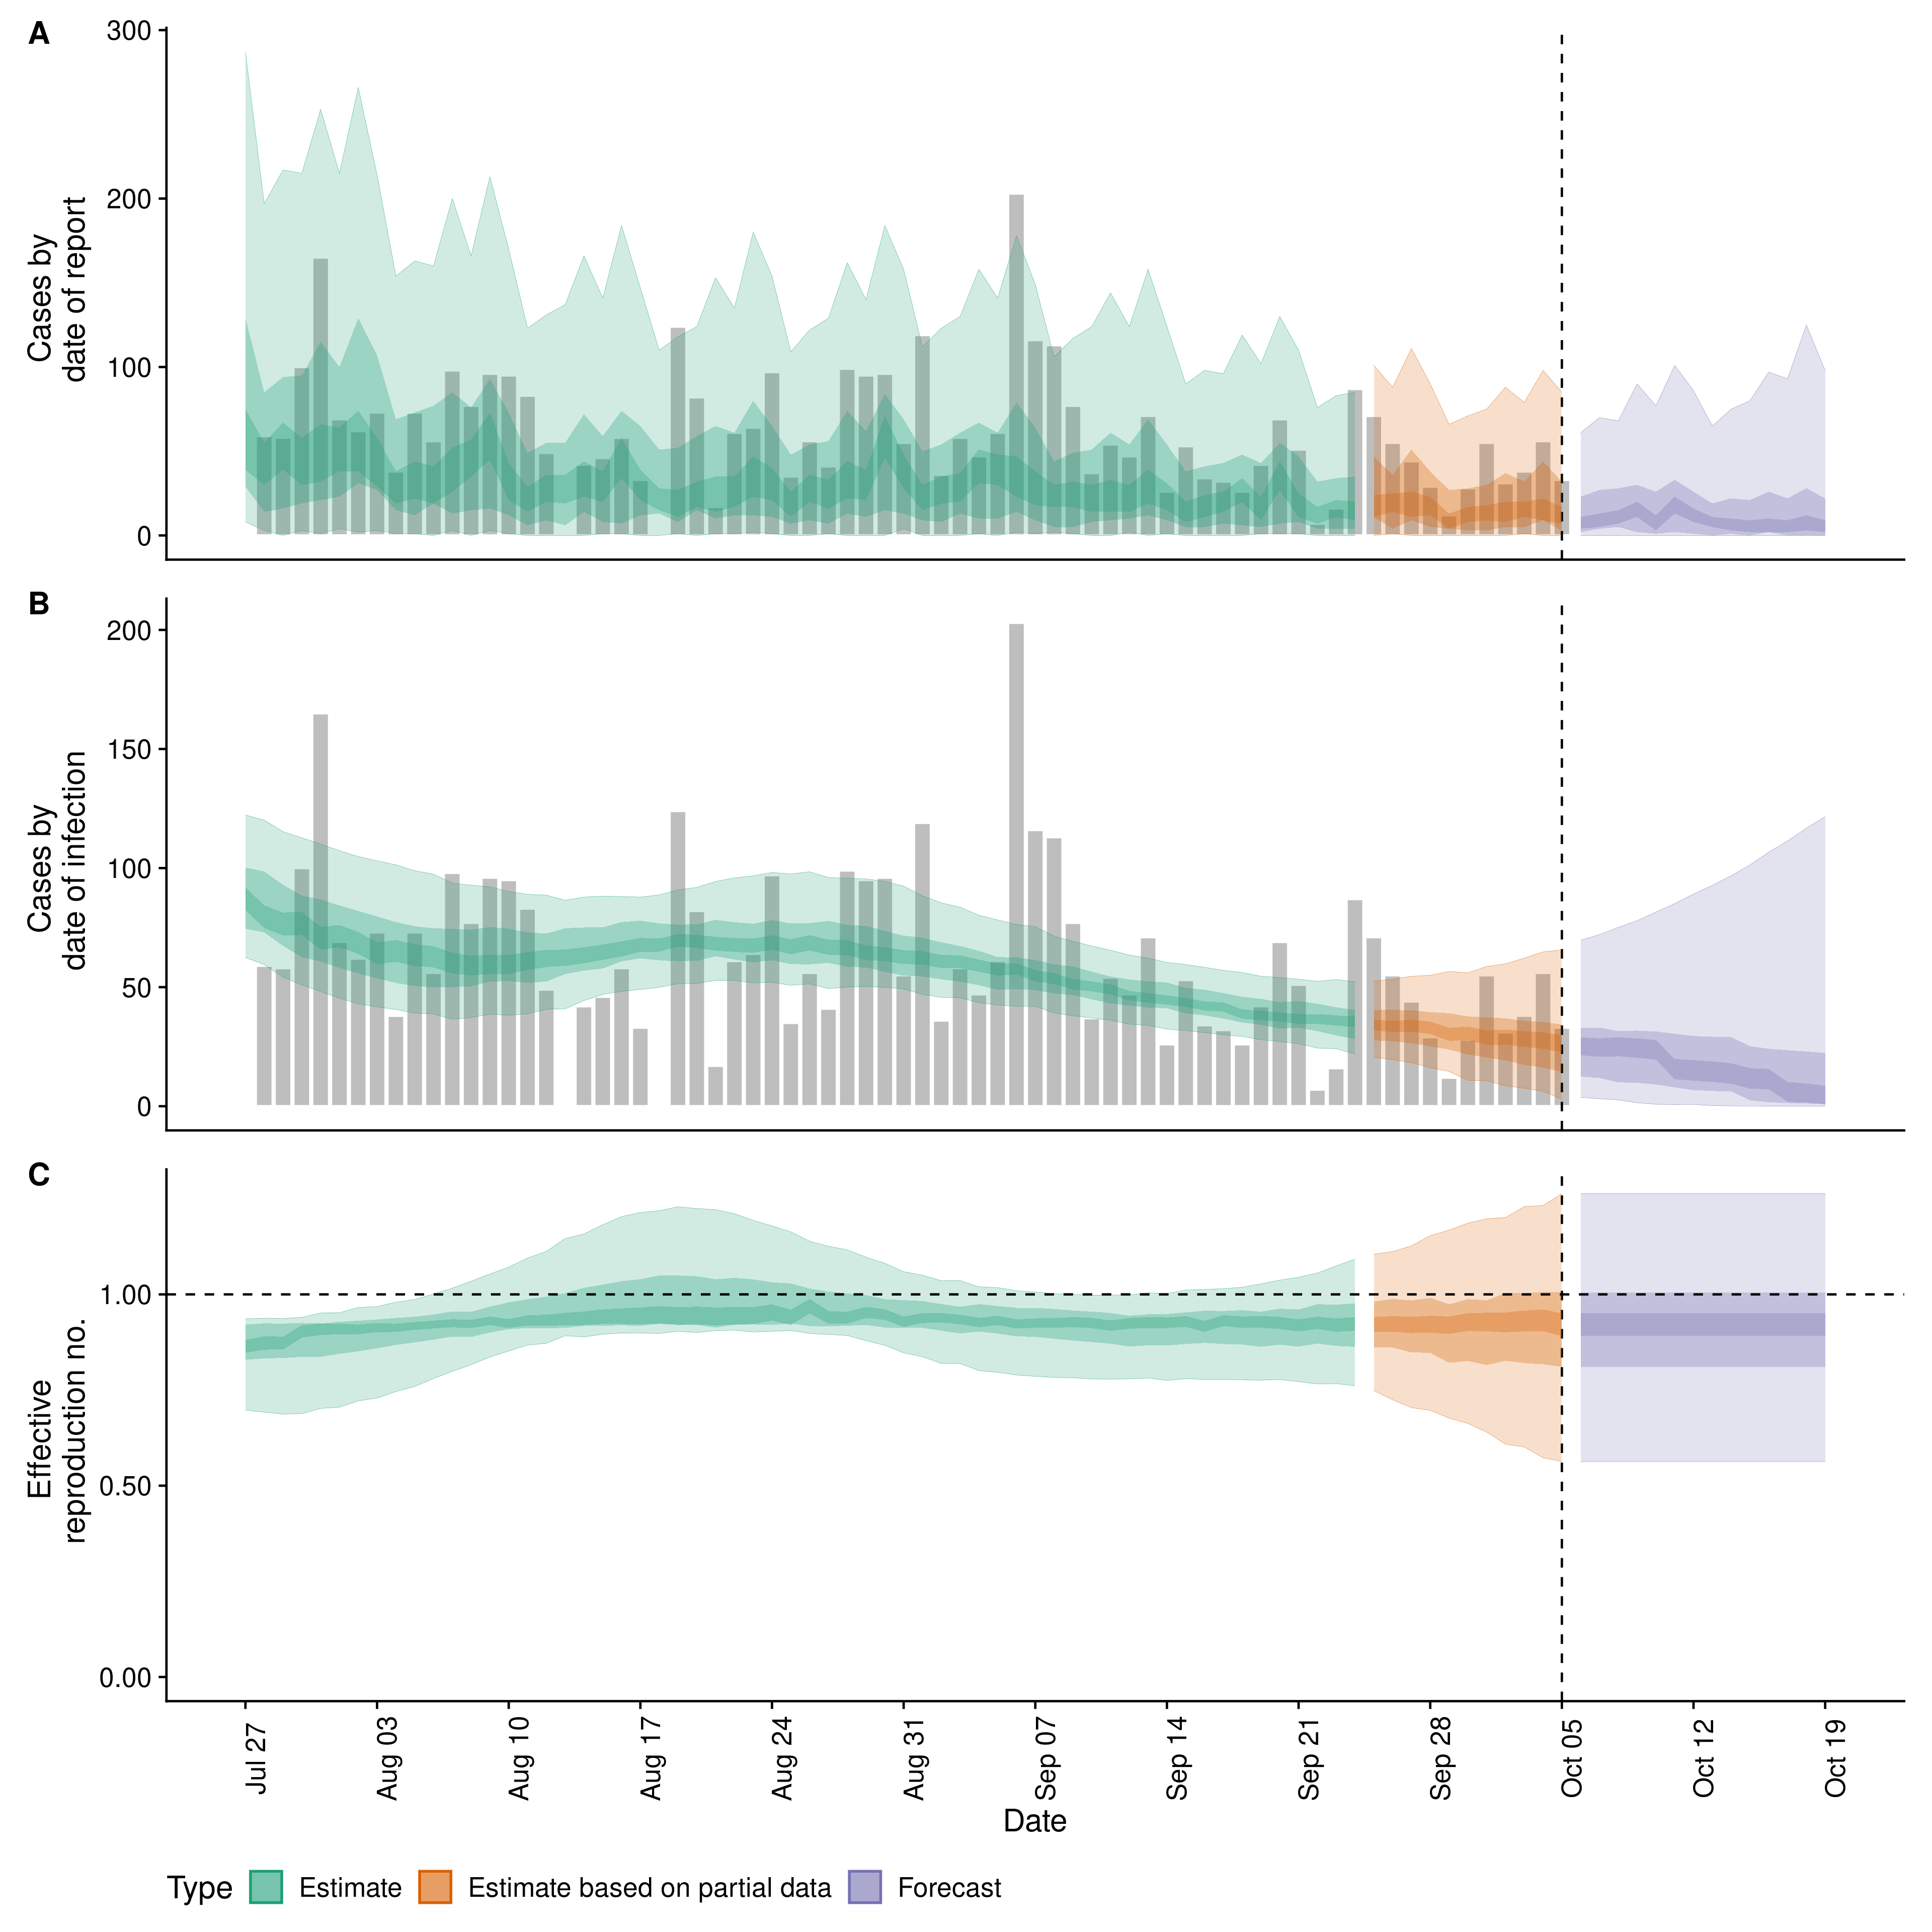 A
300
200
100
0
Cases by
date of report
B
200
150
100
50
0
Cases by
date of infection
C
1.00
0.50
0.00
Effective
reproduction no.
Jul 27
Aug 03
Aug 10
Aug 17
Aug 24
Aug 31
Sep 07
Sep 14
Sep 21
Sep 28
Oct 05
Oct 12
Oct 19
Date
Type
Estimate
Estimate based on partial data
Forecast